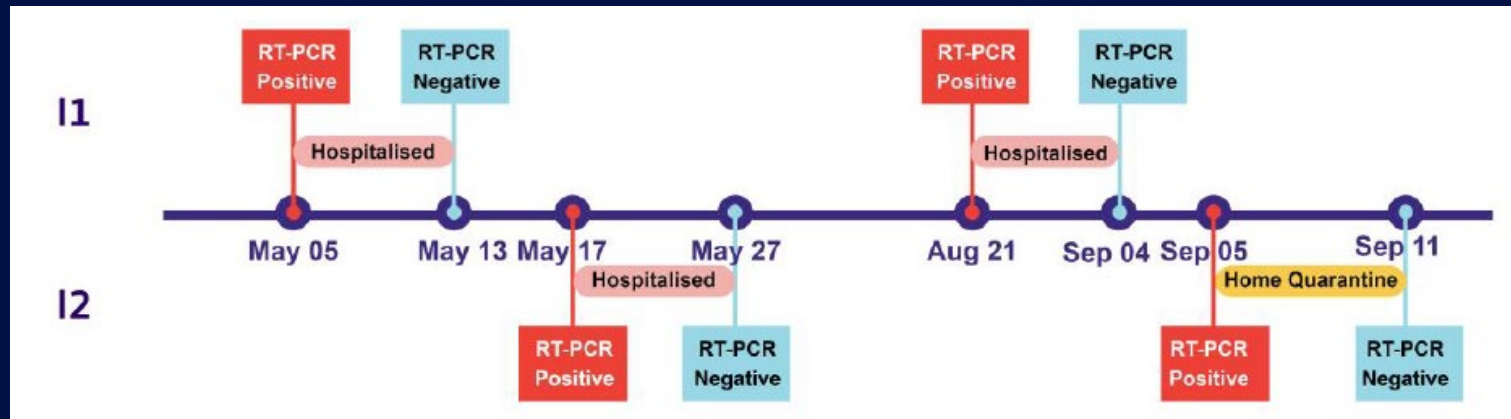 RT-PCR
Positive
RT-PCR
Negative
RT-PCR
Positive
RT-PCR
Negative
I1
Hospitalised
Hospitalised
May 05
May 13
May 17
May 27
Aug 21
Sep 04
Sep 05
Sep 11
I2
Hospitalised
Home Quarantine
RT-PCR
Positive
RT-PCR
Negative
RT-PCR
Positive
RT-PCR
Negative